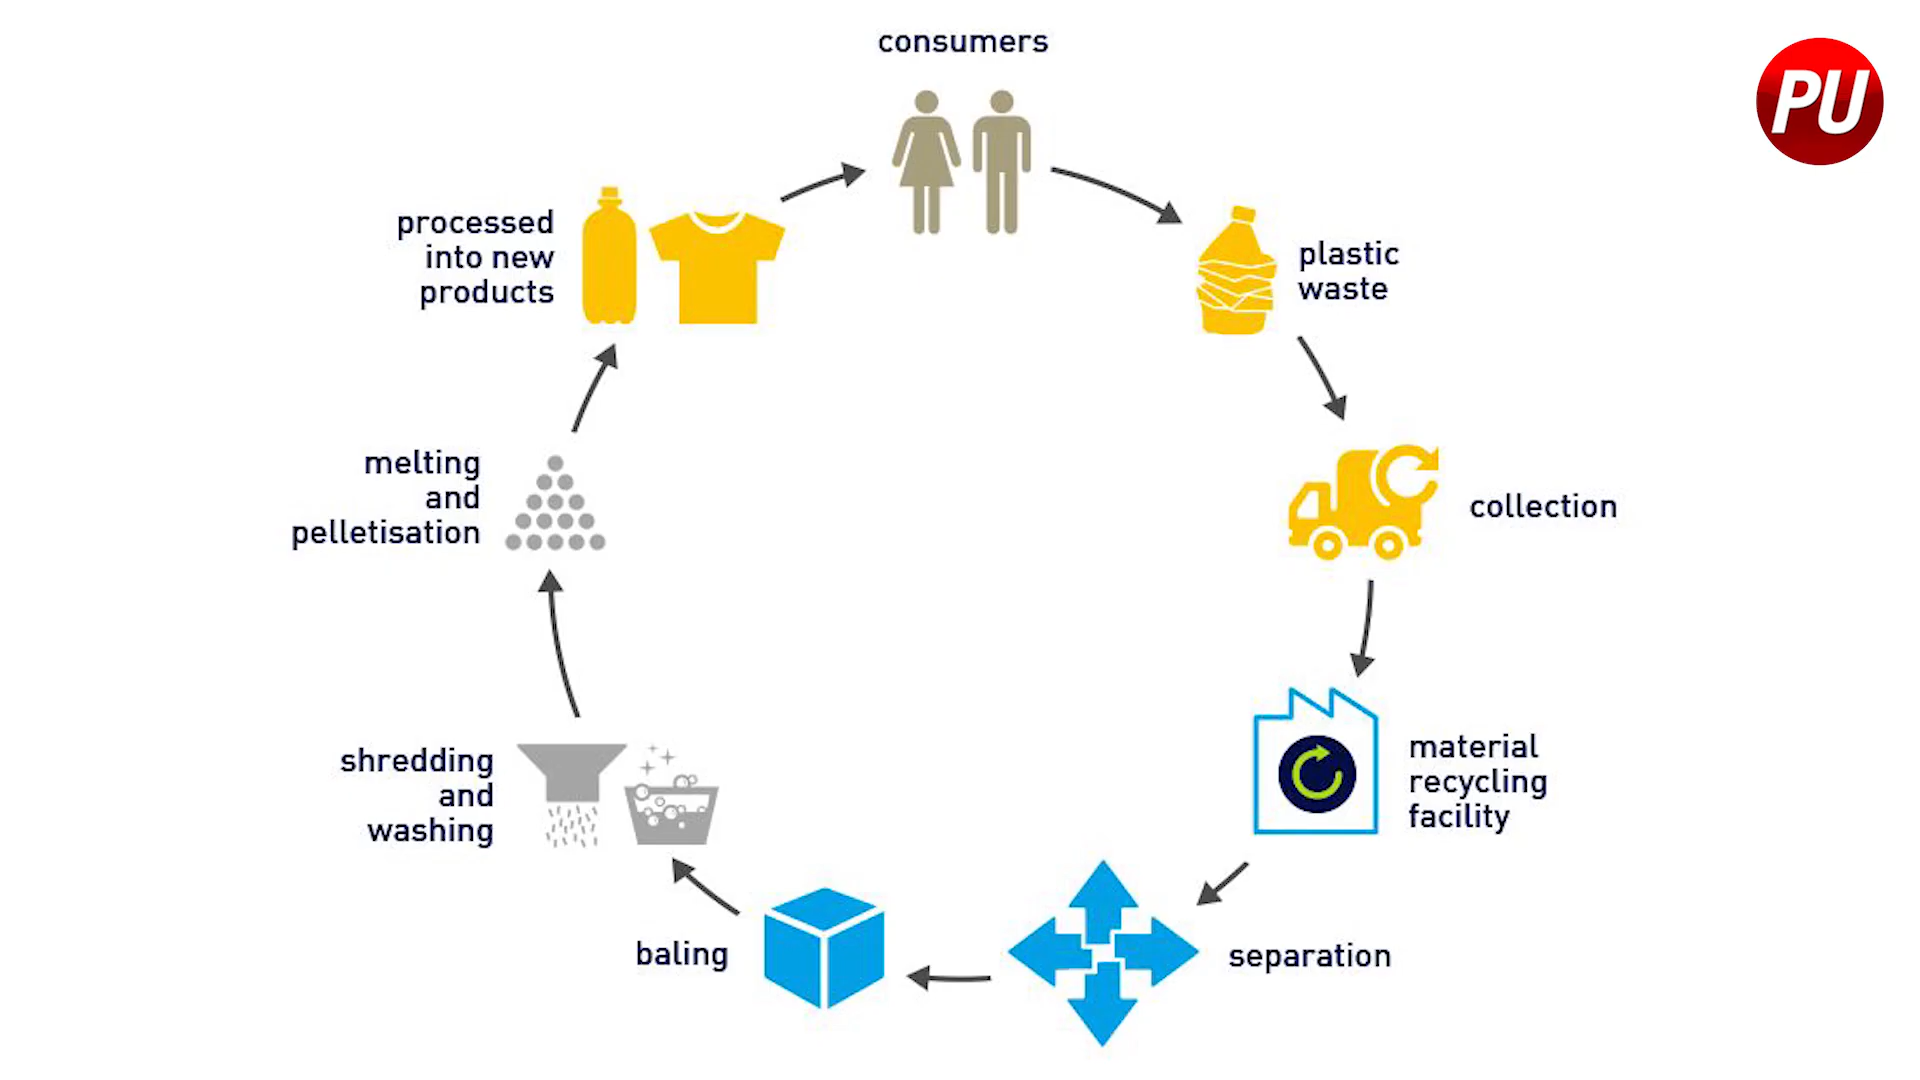 consumers
PU
plastic
waste
collection
material
recycling
facility
separation
baling
shredding
and
washing
melting
and
pelletisation
processed
into new
products